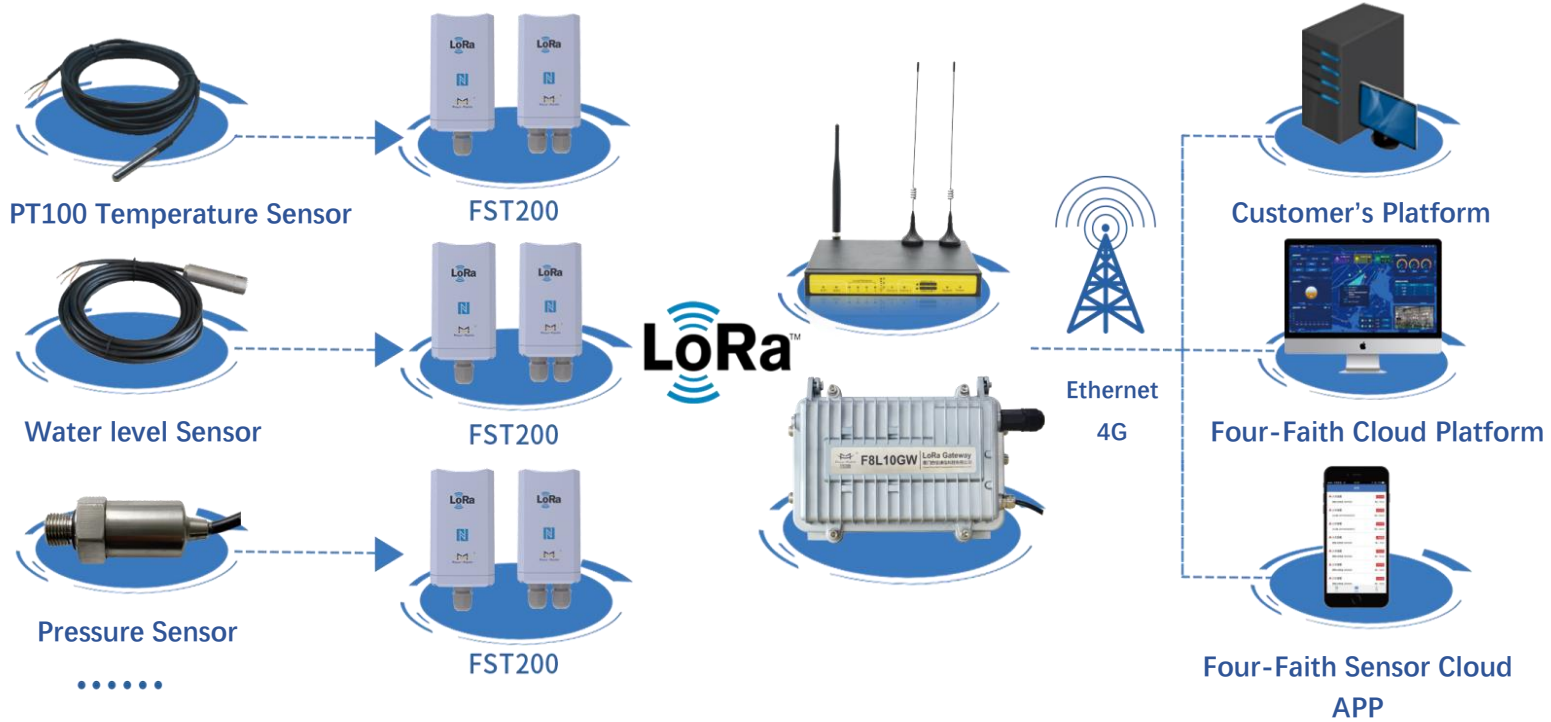 LoRa
LoRa
PT100 Temperature Sensor
FST200
Customer's Platform
LoRa
LoRa
LoRa™
Water level Sensor
FST200
Ethernet
4G
Four-Faith Cloud Platform
F8L10GW
LoRa Gateway
LoRa
LoRa
Pressure Sensor
FST200
Four-Faith Sensor Cloud
APP
......